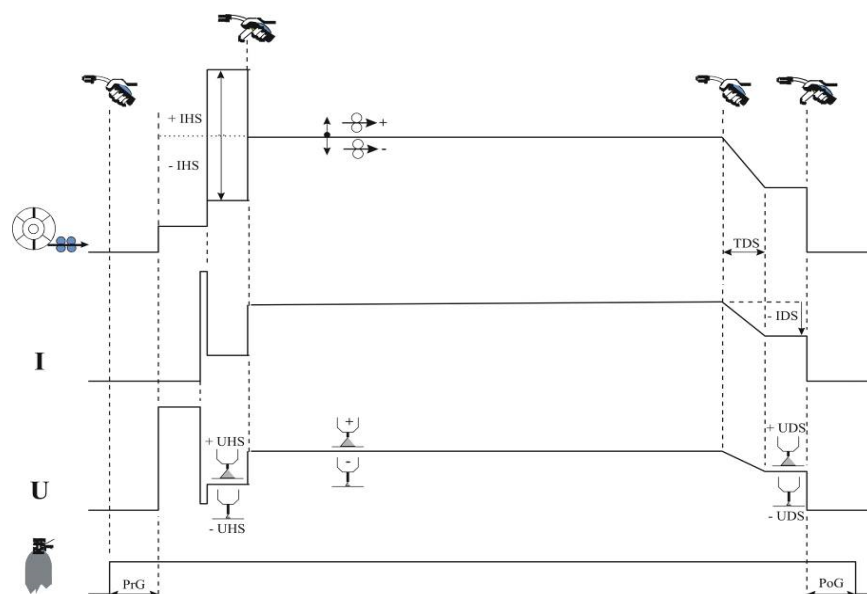 + IHS
+
- IHS
-
TDS
- IDS
I
+
+ UHS
+ UDS
-
U
- UHS
- UDS
PrG
PoG